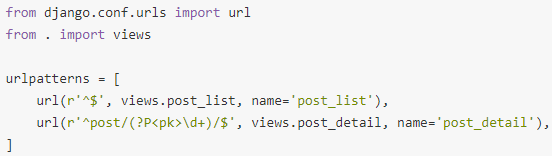 from django.conf.urls import url
from . import views
urlpatterns = [
    url(r'^$', views.post_list, name='post_list'),
    url(r'^post/(?P<pk>\d+)/$', views.post_detail, name='post_detail'),
]